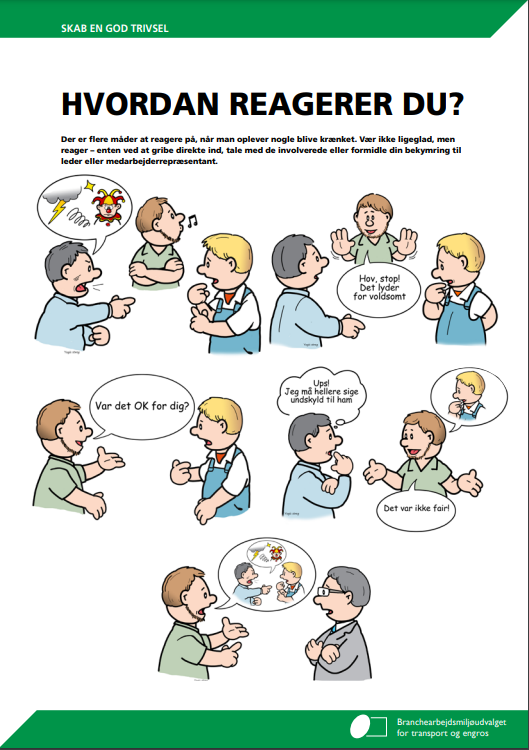 SKAB EN GOD TRIVSEL
HVORDAN REAGERER DU?
Der er flere måder at reagere på, når man oplever nogle blive krænket. Vær ikke ligeglad, men
reager – enten ved at gribe direkte ind, tale med de involverede eller formidle din bekymring til
leder eller medarbejderrepræsentant.
Hov, stop!
Det lyder
for voldsomt
Var det OK for dig?
Ups!
Jeg må hellere sige
undskyld til ham
Det var ikke fair!
Branchearbejdsmiljøudvalget
for transport og engros